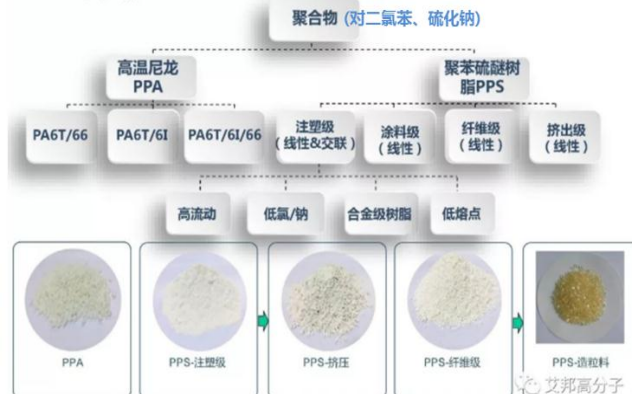 聚合物 (对二氯苯、硫化钠)
高温尼龙
PPA
聚苯硫醚树
脂PPS
PA6T/66
PA6T/6I
PA6T/6I/66
注塑级
(线性&交联)
涂料级
(线性)
纤维级
(线性)
挤出级
(线性)
高流动
低氯/钠
合金级树脂
低熔点
PPA
PPS-注塑级
PPS-挤压
PPS-纤维级
PPS-造粒料
艾邦高分子